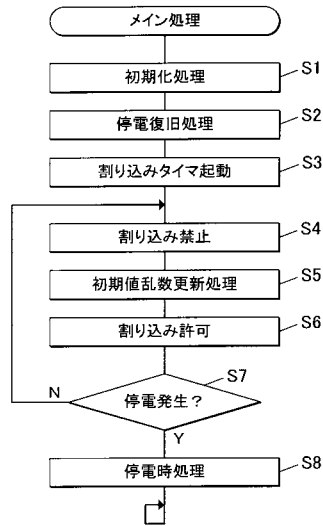 メイン処理
初期化処理 S1
停電復旧処理 S2
割り込みタイマ起動 S3
割り込み禁止 S4
初期値乱数更新処理 S5
割り込み許可 S6
S7
N 停電発生?
Y
停電時処理 S8